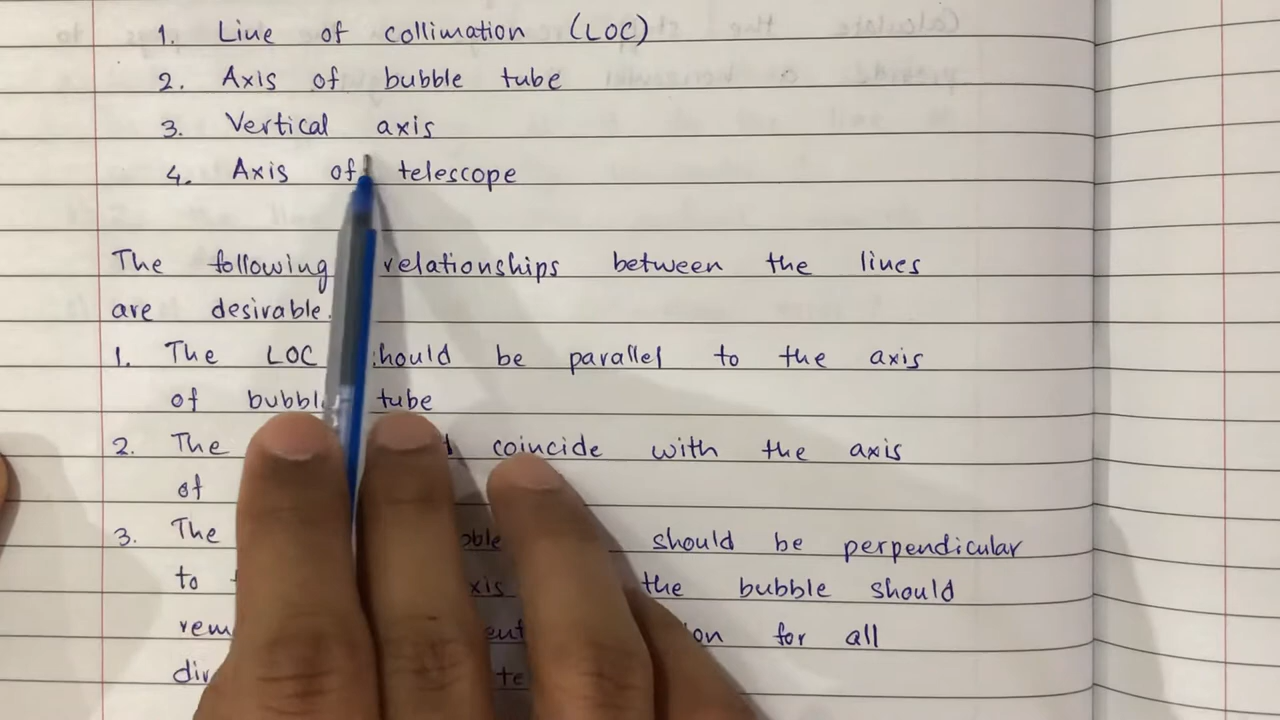 1. Line of collimation (LOC)
2. Axis of bubble tube
3. Vertical axis
4. Axis of telescope
The following relationships between the lines
are desirable.
1. The LOC should be parallel to the axis
of bubble tube
2. The coincide with the axis
of
3. The should be perpendicular
to the bubble should
for all